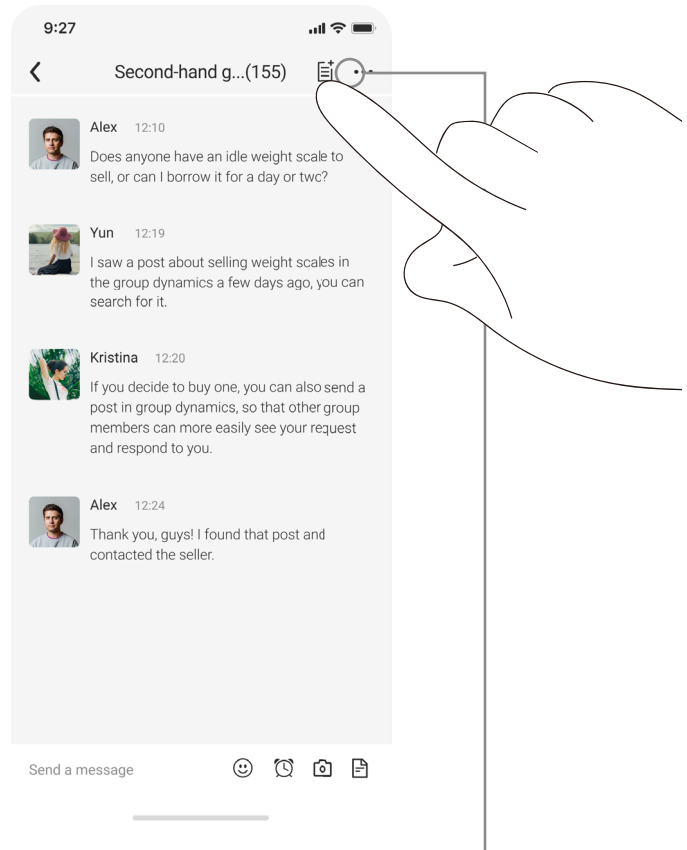 9:27
Second-hand g...(155)
Alex 12:10
Does anyone have an idle weight scale to
sell, or can I borrow it for a day or two?
Yun 12:19
I saw a post about selling weight scales in
the group dynamics a few days ago, you can
search for it.
Kristina 12:20
If you decide to buy one, you can also send a
post in group dynamics, so that other group
members can more easily see your request
and respond to you.
Alex 12:24
Thank you, guys! I found that post and
contacted the seller.
Send a message